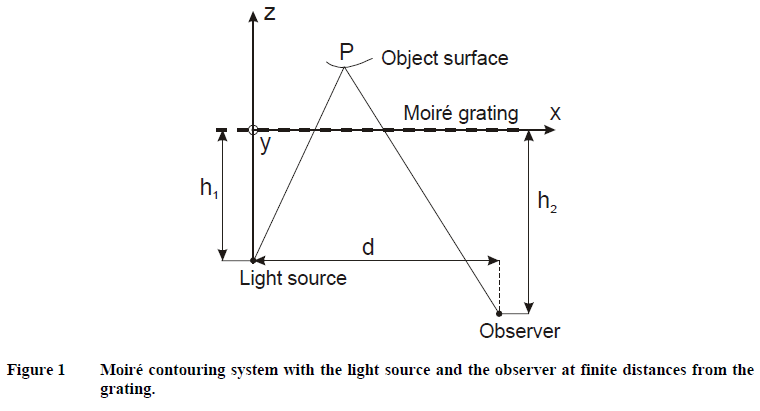 z
P
Object surface
Moiré grating
x
y
h1
h2
d
Light source
Observer
Figure 1 Moiré contouring system with the light source and the observer at finite distances from the
grating.